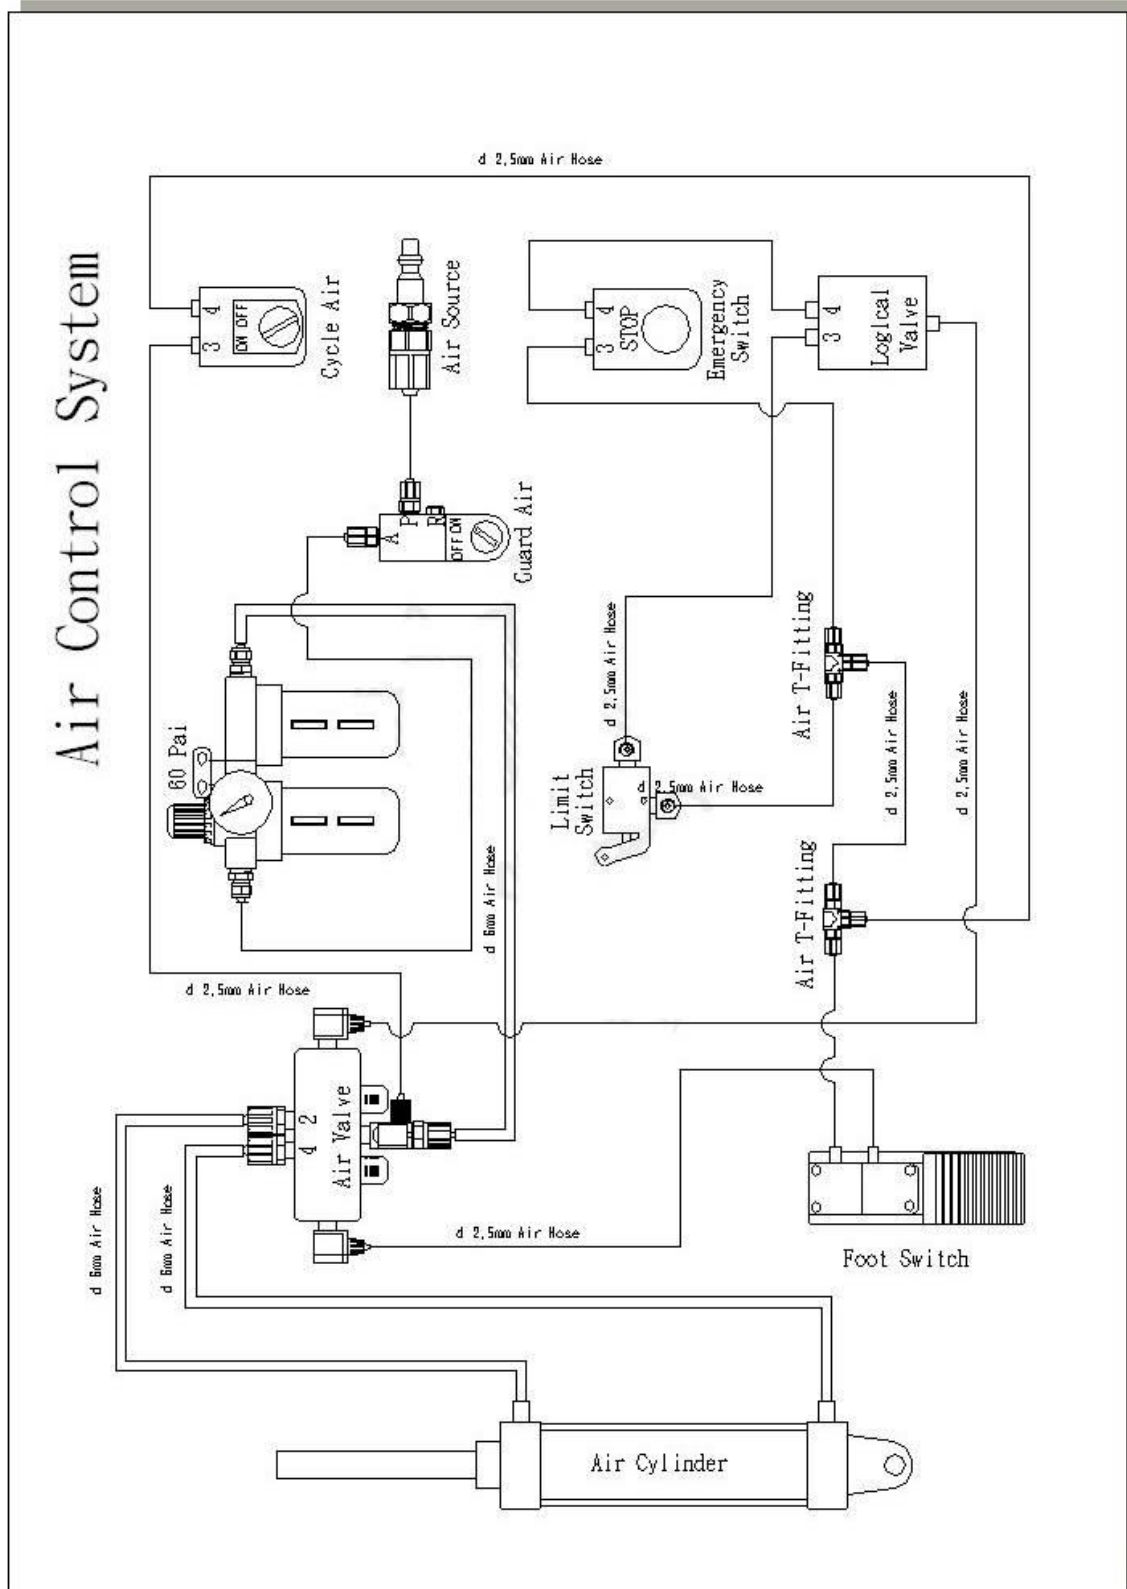 Air Control System
d 2,5mm Air Hose
4
3
ON OFF
Cycle Air
Air Source
4
3
STOP
Emergency
Switch
4
3
Logical
Valve
A
P
R
OFF ON
Guard Air
60 Pai
d 2,5mm Air Hose
Limit
Switch
d 2,5mm Air Hose
Air T-Fitting
d 2,5mm Air Hose
d 2,5mm Air Hose
Air T-Fitting
d 6mm Air Hose
d 2,5mm Air Hose
4 2
Air Valve
d 6mm Air Hose
d 6mm Air Hose
d 2,5mm Air Hose
Foot Switch
Air Cylinder